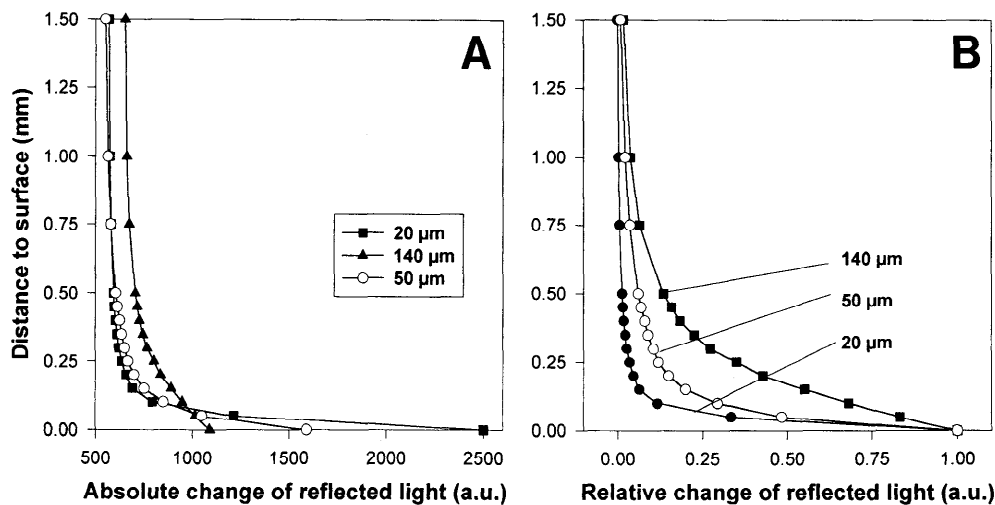 A
B
1.50
1.25
1.00
0.75
0.50
0.25
0.00
Distance to surface (mm)
20 µm
140 µm
50 µm
500 1000 1500 2000 2500
Absolute change of reflected light (a.u.)
1.50
1.25
1.00
0.75
0.50
0.25
0.00
140 µm
50 µm
20 µm
0.00 0.25 0.50 0.75 1.00
Relative change of reflected light (a.u.)